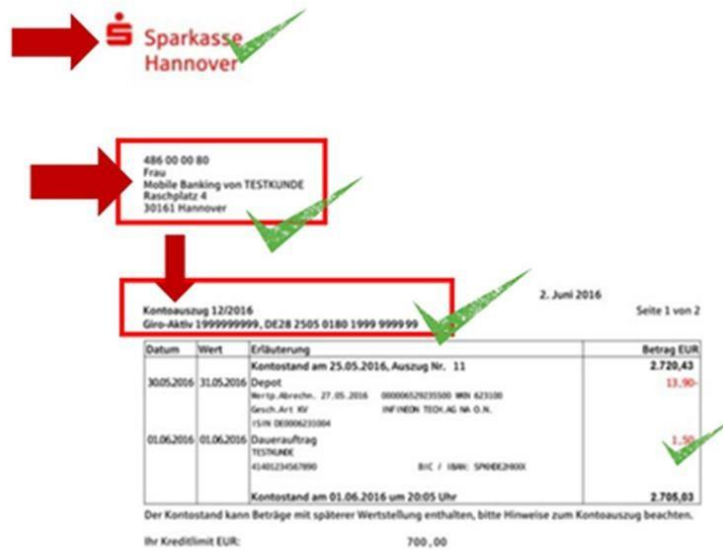 Sparkasse
Hannover
486 00 00 80
Frau
Mobile Banking von TESTKUNDE
Raschplatz 4
30161 Hannover
2. Juni 2016
Kontoauszug 12/2016 Seite 1 von 2
Giro-Aktiv 1999999999, DE28 2505 0180 1999 9999 99
Datum Wert Erläuterung Betrag EUR
Kontostand am 25.05.2016, Auszug Nr. 11 2.720,43
30.05.2016 31.05.2016 Depot 13,90-
Wertp.Abrechn. 27.05.2016 000006529235500 WKN 623100
Gesch.Art KV INFINEON TECH.AG NA O.N.
ISIN DE0006231004
01.06.2016 01.06.2016 Dauerauftrag 1,50
TESTKUNDE
41401234567890 BIC / IBAN: SPKHDE2HXXX
Kontostand am 01.06.2016 um 20:05 Uhr 2.705,03
Der Kontostand kann Beträge mit späterer Wertstellung enthalten, bitte Hinweise zum Kontoauszug beachten.
Ihr Kreditlimit EUR: 700,00